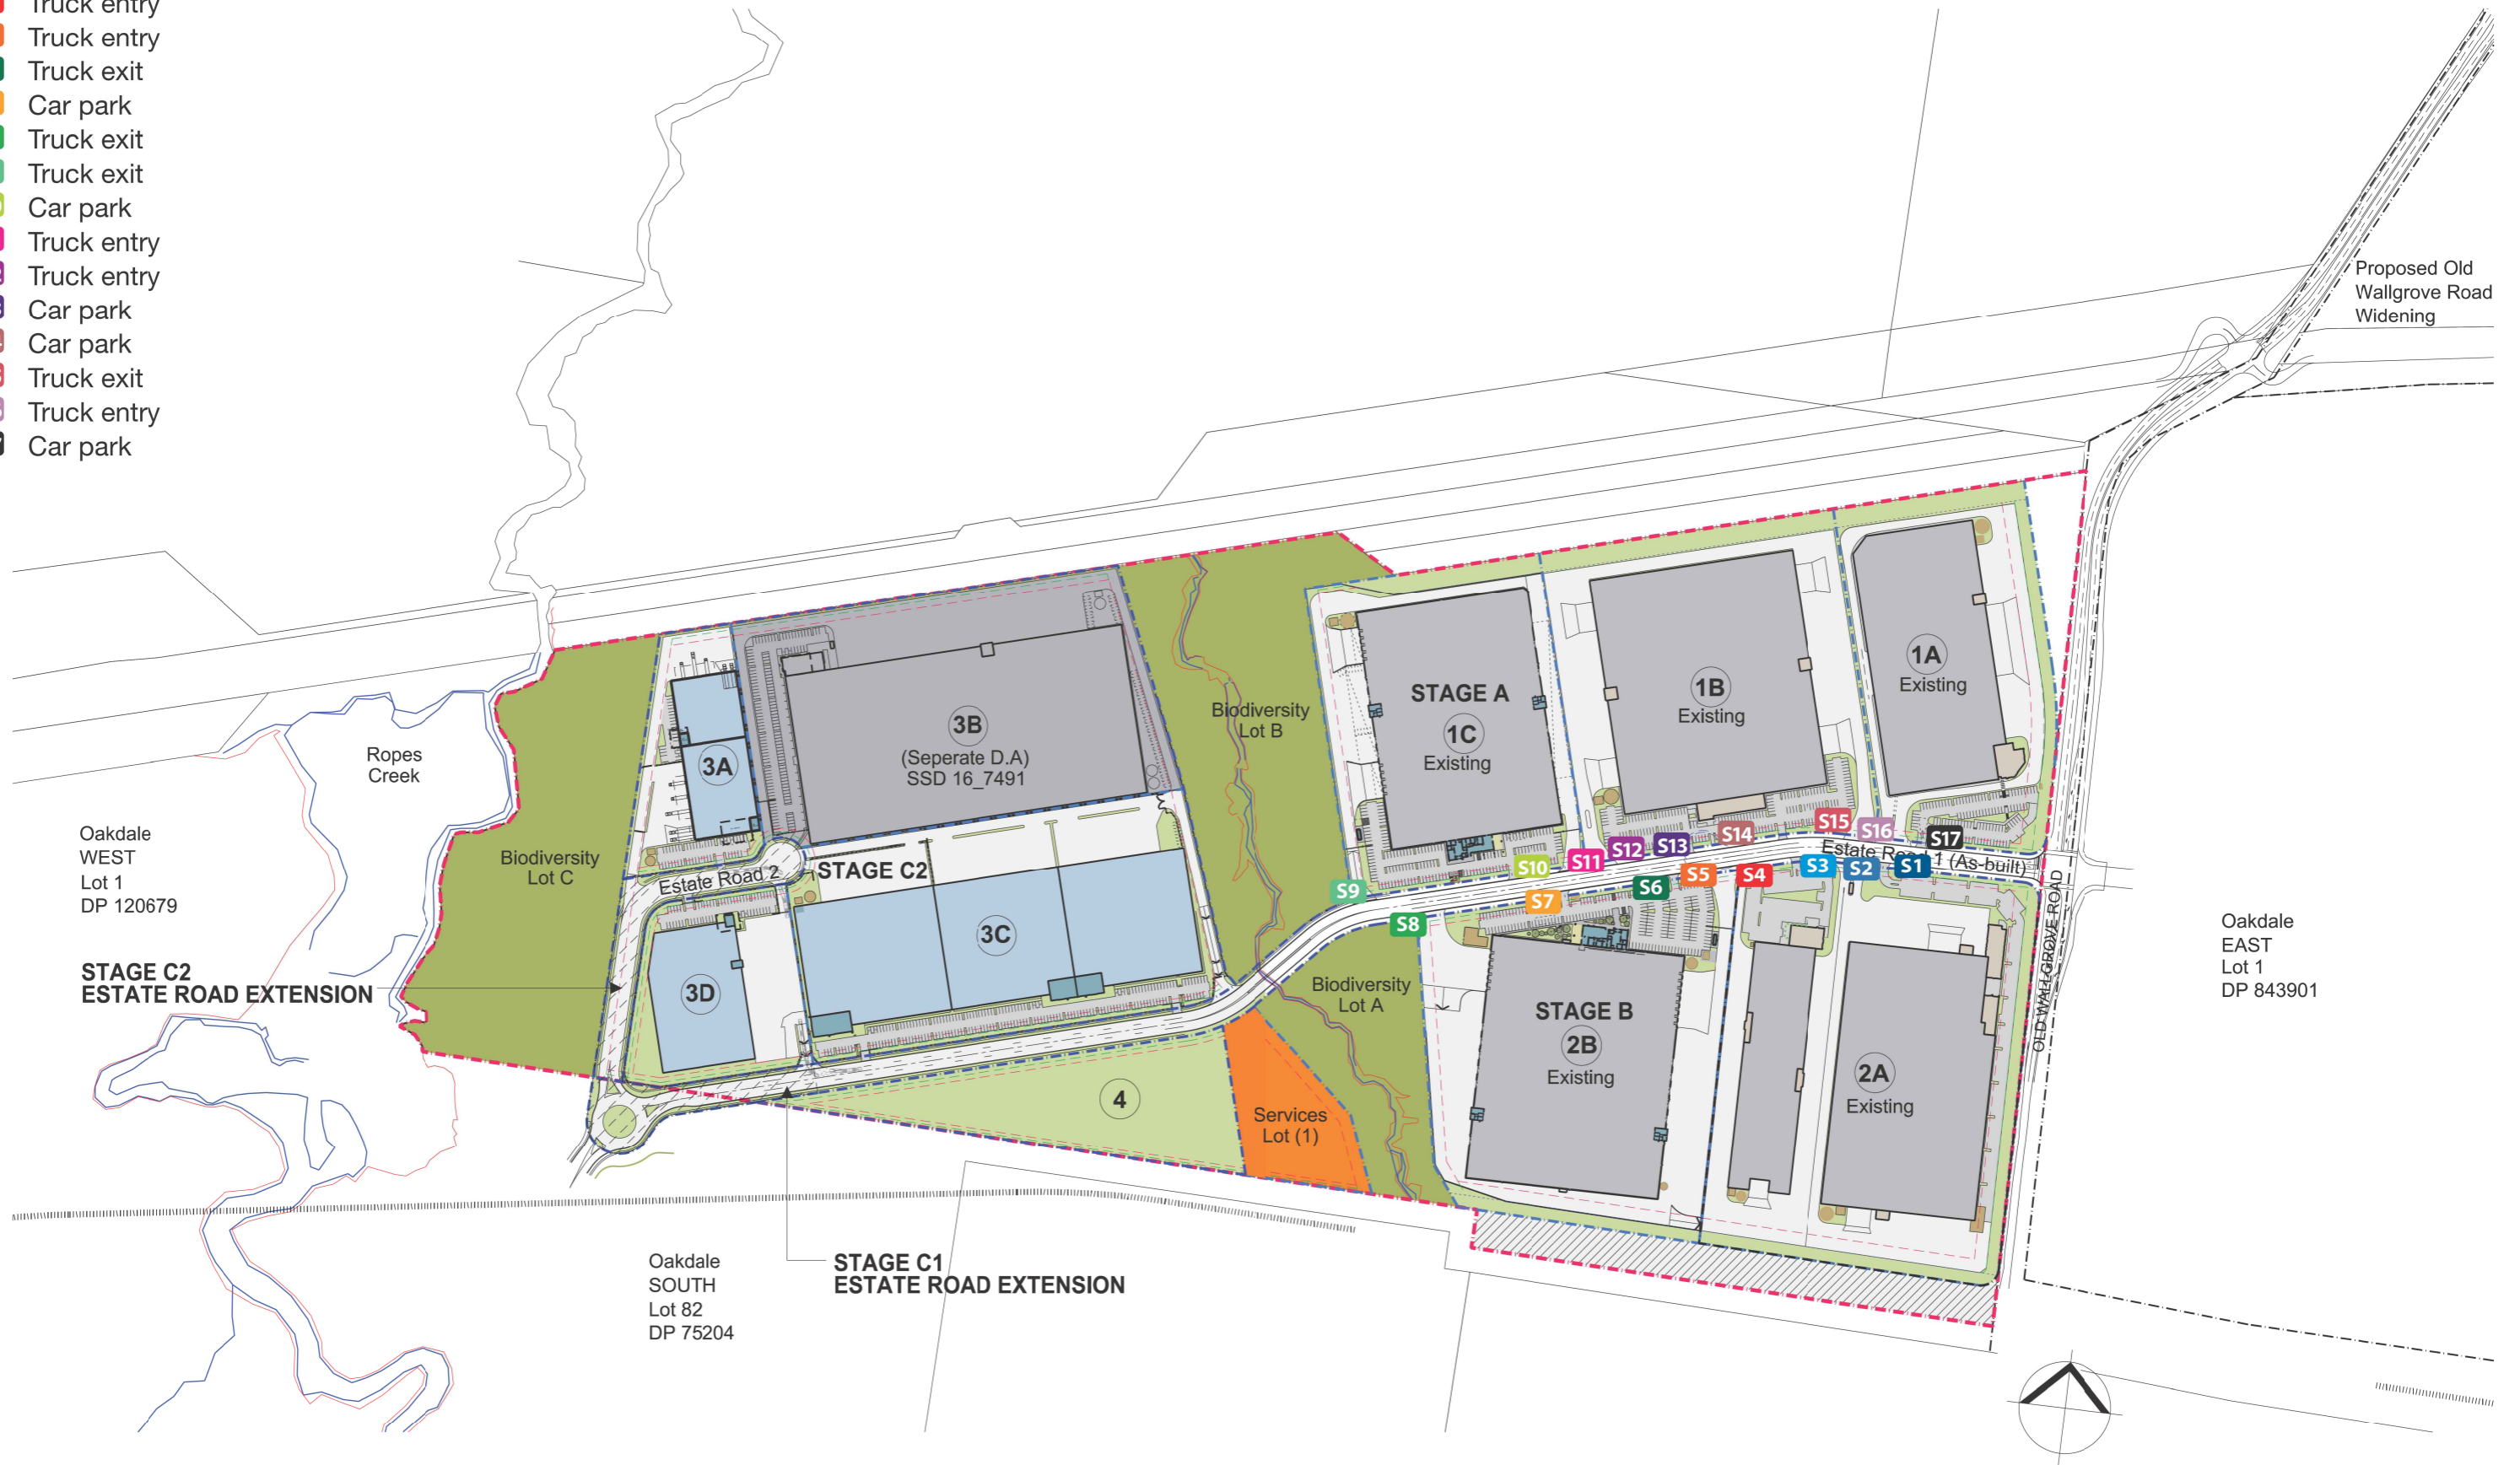 Truck entry
Truck entry
Truck exit
Car park
Truck exit
Truck exit
Car park
Truck entry
Truck entry
Car park
Car park
Truck exit
Truck entry
Car park
Proposed Old
Wallgrove Road
Widening
1A
Existing
1B
Existing
STAGE A
1C
Existing
Biodiversity
Lot B
3B
(Seperate D.A)
SSD 16_7491
3A
Ropes
Creek
Oakdale
WEST
Lot 1
DP 120679
Biodiversity
Lot C
Estate Road 2
STAGE C2
3C
3D
STAGE C2
ESTATE ROAD EXTENSION
S9
S10
S11
S12
S13
S14
S15
S16
S17
Estate Road 1 (As-built)
S8
S7
S6
S5
S4
S3
S2
S1
OLD WALLGROVE ROAD
Oakdale
EAST
Lot 1
DP 843901
Biodiversity
Lot A
STAGE B
2B
Existing
2A
Existing
4
Services
Lot (1)
Oakdale
SOUTH
Lot 82
DP 75204
STAGE C1
ESTATE ROAD EXTENSION